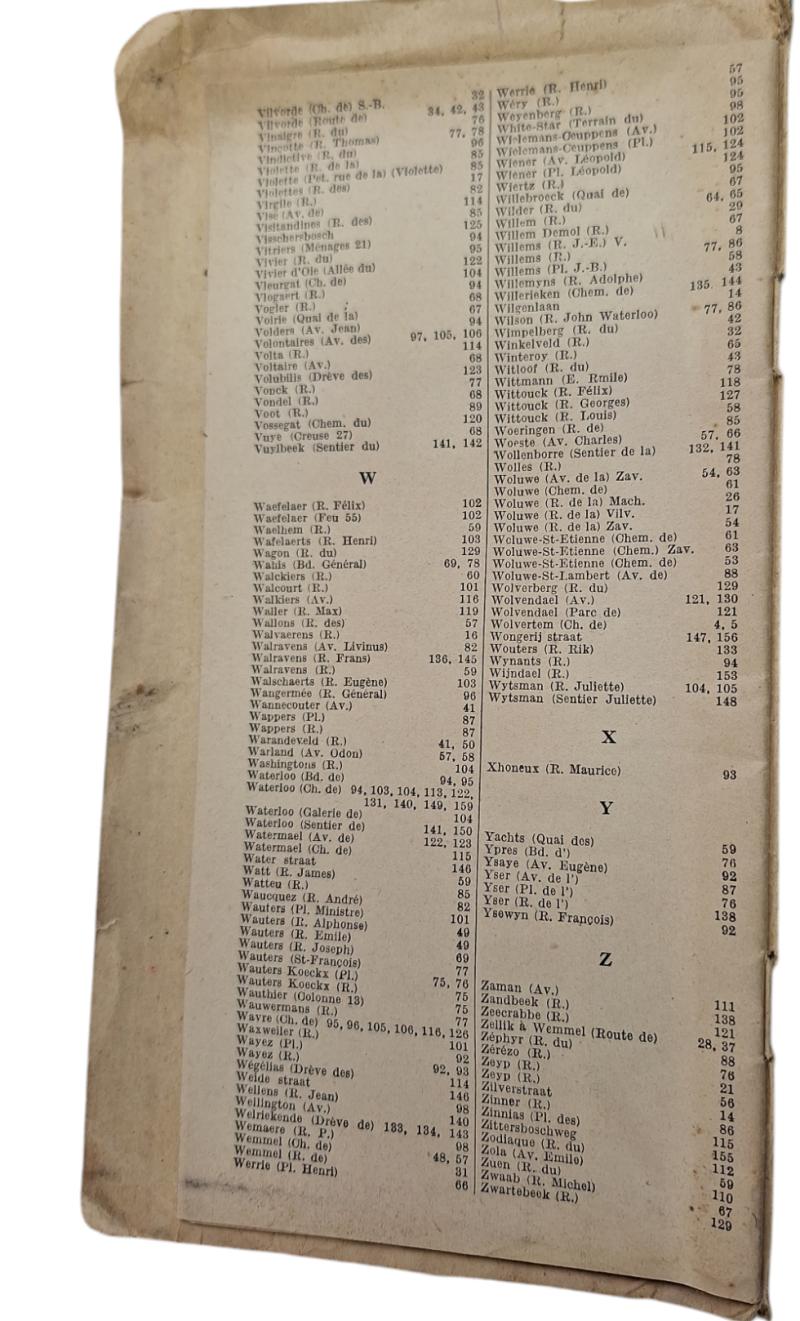 Vilvorde (Ch. de) S.-B. 32
Vilvorde (Route de) 34, 42, 43
Vinaigre (R. du) 76
Vinçotte (R. Thomas) 77, 78
Vindictive (R. du) 96
Violette (R. de la) 85
Violette (Pet. rue de la) (Violette) 85
Violettes (R. des) 17
Virgile (R.) 82
Visé (Av. de) 114
Visitandines (R. des) 85
Visschersbosch 125
Vitriers (Ménages 21) 94
Vivier (R. du) 95
Vivier d'Oie (Allée du) 122
Vleurgat (Ch. de) 104
Vlogaert (R.) 94
Vogler (R.) 68
Voirie (Quai de la) 67
Volders (Av. Jean) 94
Volontaires (Av. des) 97, 105, 106
Volta (R.) 114
Voltaire (Av.) 68
Volubilis (Drève des) 123
Vonck (R.) 77
Vondel (R.) 68
Voot (R.) 89
Vossegat (Chem. du) 120
Vuye (Creuse 27) 68
Vuylbeek (Sentier du) 141, 142
W
Waefelaer (R. Félix) 102
Waefelaer (Feu 55) 102
Waelhem (R.) 59
Wafelaerts (R. Henri) 103
Wagon (R. du) 129
Wahis (Bd. Général) 69, 78
Walckiers (R.) 60
Walcourt (R.) 101
Walkiers (Av.) 116
Waller (R. Max) 119
Wallons (R. des) 57
Walvaerens (R.) 16
Walravens (Av. Livinus) 82
Walravens (R. Frans) 136, 145
Walravens (R.) 59
Walschaerts (R. Eugène) 103
Wangermée (R. Général) 96
Wannecouter (Av.) 41
Wappers (Pl.) 87
Wappers (R.) 87
Warandeveld (R.) 41, 50
Warland (Av. Odon) 57, 58
Washingtons (R.) 104
Waterloo (Bd. de) 94, 95
Waterloo (Ch. de) 94, 103, 104, 113, 122,
131, 140, 149, 159
Waterloo (Galerie de) 104
Waterloo (Sentier de) 141, 150
Watermael (Av. de) 122, 123
Watermael (Ch. de) 115
Water straat 146
Watt (R. James) 59
Watteu (R.) 85
Waucquez (R. André) 82
Wauters (Pl. Ministre) 101
Wauters (R. Alphonse) 49
Wauters (R. Emile) 49
Wauters (R. Joseph) 69
Wauters (St-François) 77
Wauters Koeckx (Pl.) 75, 76
Wauters Koeckx (R.) 75
Wauthier (Colonne 13) 75
Wauwermans (R.) 77
Wavre (Ch. de) 95, 96, 105, 106, 116, 126
Waxweiler (R.) 101
Wayez (Pl.) 92
Wayez (R.) 92, 93
Wégélias (Drève des) 114
Weide straat 146
Wellens (R. Jean) 98
Wellington (Av.) 140
Welriekende (Drève de) 133, 134, 143
Wemaere (R. P.) 98
Wemmel (Ch. de) 48, 57
Wemmel (R. de) 31
Werrie (Pl. Henri) 66
Werrie (R. Henri) 57
Wéry (R.) 95
Weyenberg (R.) 95
White-Star (Terrain du) 98
Wielemans-Ceuppens (Av.) 102
Wielemans-Ceuppens (Pl.) 102
Wiener (Av. Léopold) 115, 124
Wiener (Pl. Léopold) 124
Wiertz (R.) 95
Willebroeck (Quai de) 67
Wilder (R. du) 64, 65
Willem (R.) 29
Willem Demol (R.) 67
Willems (R. J.-E.) V. 8
Willems (R.) 77, 86
Willems (Pl. J.-B.) 58
Willemyns (R. Adolphe) 43
Willerieken (Chem. de) 135, 144
Wilgenlaan 14
Wilson (R. John Waterloo) 77, 86
Wimpelberg (R. du) 42
Winkelveld (R.) 32
Winteroy (R.) 65
Witloof (R. du) 43
Wittmann (E. Rmile) 78
Wittouck (R. Félix) 118
Wittouck (R. Georges) 127
Wittouck (R. Louis) 58
Woeringen (R. de) 85
Woeste (Av. Charles) 57, 66
Wollenborre (Sentier de la) 132, 141
Wolles (R.) 78
Woluwe (Av. de la) Zav. 54, 63
Woluwe (Chem. de) 61
Woluwe (R. de la) Mach. 26
Woluwe (R. de la) Vilv. 17
Woluwe (R. de la) Zav. 54
Woluwe-St-Etienne (Chem. de) 61
Woluwe-St-Etienne (Chem.) Zav. 63
Woluwe-St-Etienne (Chem. de) 53
Woluwe-St-Lambert (Av. de) 88
Wolverberg (R. du) 129
Wolvendael (Av.) 121, 130
Wolvendael (Parc de) 121
Wolvertem (Ch. de) 4, 5
Wongerij straat 147, 156
Wouters (R. Rik) 133
Wynants (R.) 94
Wijndael (R.) 153
Wytsman (R. Juliette) 104, 105
Wytsman (Sentier Juliette) 148
X
Xhoneux (R. Maurice) 93
Y
Yachts (Quai des) 59
Ypres (Bd. d') 76
Ysaye (Av. Eugène) 92
Yser (Av. de l') 87
Yser (Pl. de l') 76
Yser (R. de l') 138
Ysewyn (R. François) 92
Z
Zaman (Av.) 111
Zandbeek (R.) 138
Zeecrabbe (R.) 121
Zellik à Wemmel (Route de) 28, 37
Zéphyr (R. du) 88
Zérézo (R.) 76
Zeyp (R.) 21
Zeyp (R.) 56
Zilverstraat 14
Zinner (R.) 86
Zinnias (Pl. des) 115
Zittersboschweg 155
Zodiaque (R. du) 112
Zola (Av. Emile) 59
Zuen (R. du) 110
Zwaab (R. Michel) 67
Zwartebeek (R.) 129